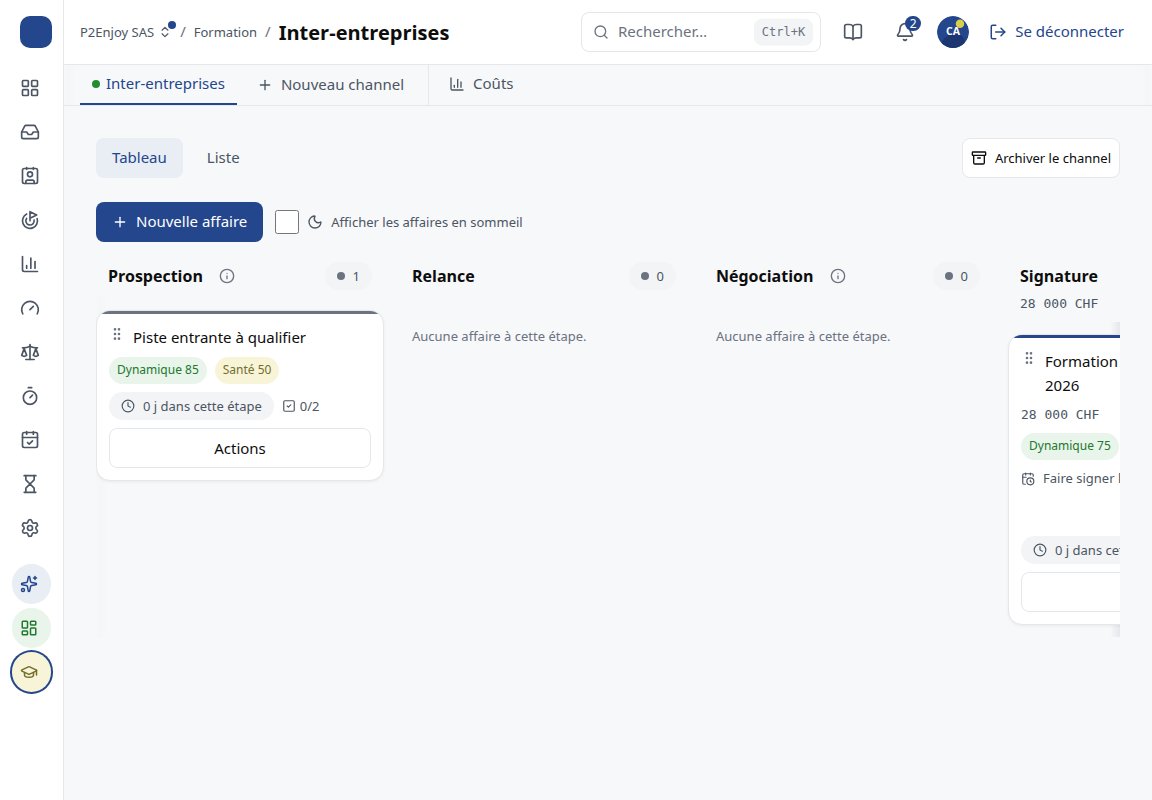 P2Enjoy SAS / Formation / Inter-entreprises
Rechercher... Ctrl+K
2
CA
Se déconnecter
Inter-entreprises
Nouveau channel
Coûts
Tableau
Liste
Archiver le channel
Nouvelle affaire
Afficher les affaires en sommeil
Prospection
1
Piste entrante à qualifier
Dynamique 85
Santé 50
0 j dans cette étape
0/2
Actions
Relance
0
Aucune affaire à cette étape.
Négociation
0
Aucune affaire à cette étape.
Signature
28 000 CHF
Formation
2026
28 000 CHF
Dynamique 75
Faire signer
0 j dans